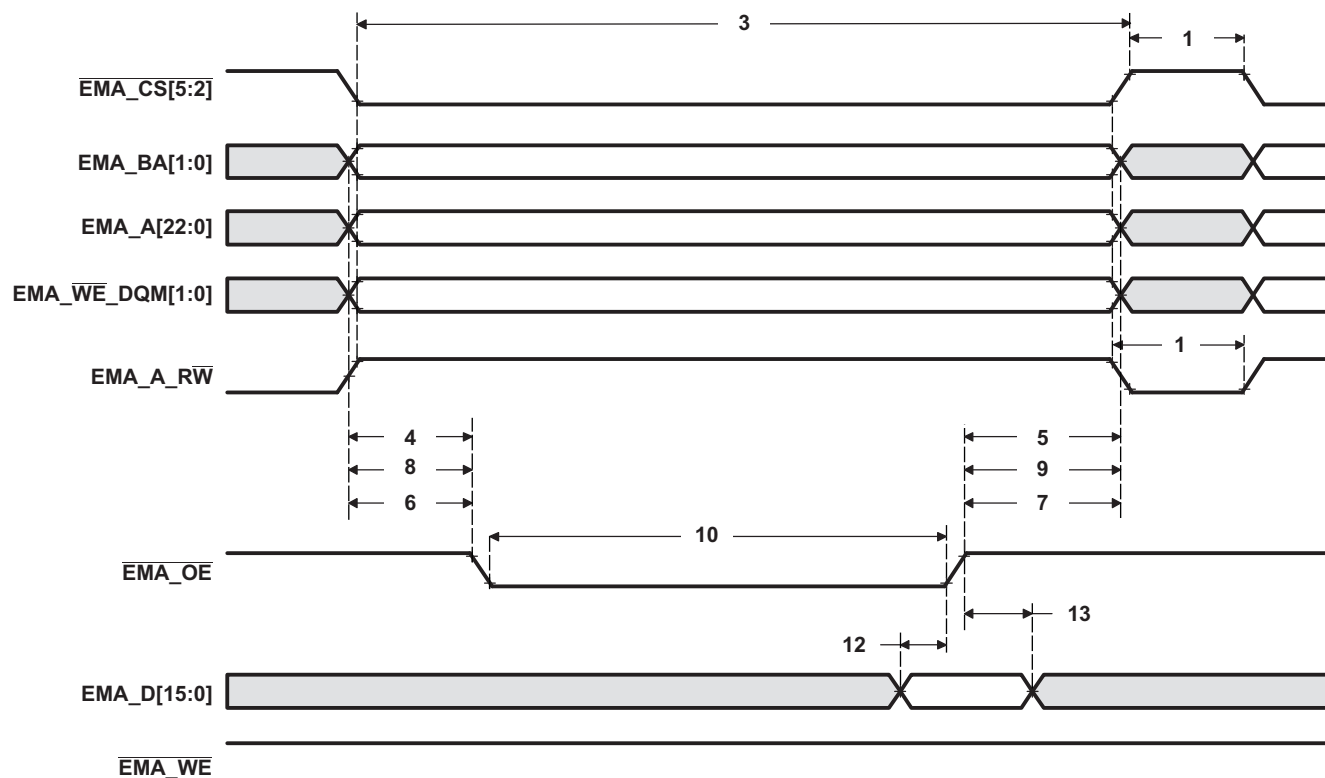 3
1
EMA_CS[5:2]
EMA_BA[1:0]
EMA_A[22:0]
EMA_WE_DQM[1:0]
1
EMA_A_RW
4
5
8
9
6
7
10
EMA_OE
13
12
EMA_D[15:0]
EMA_WE